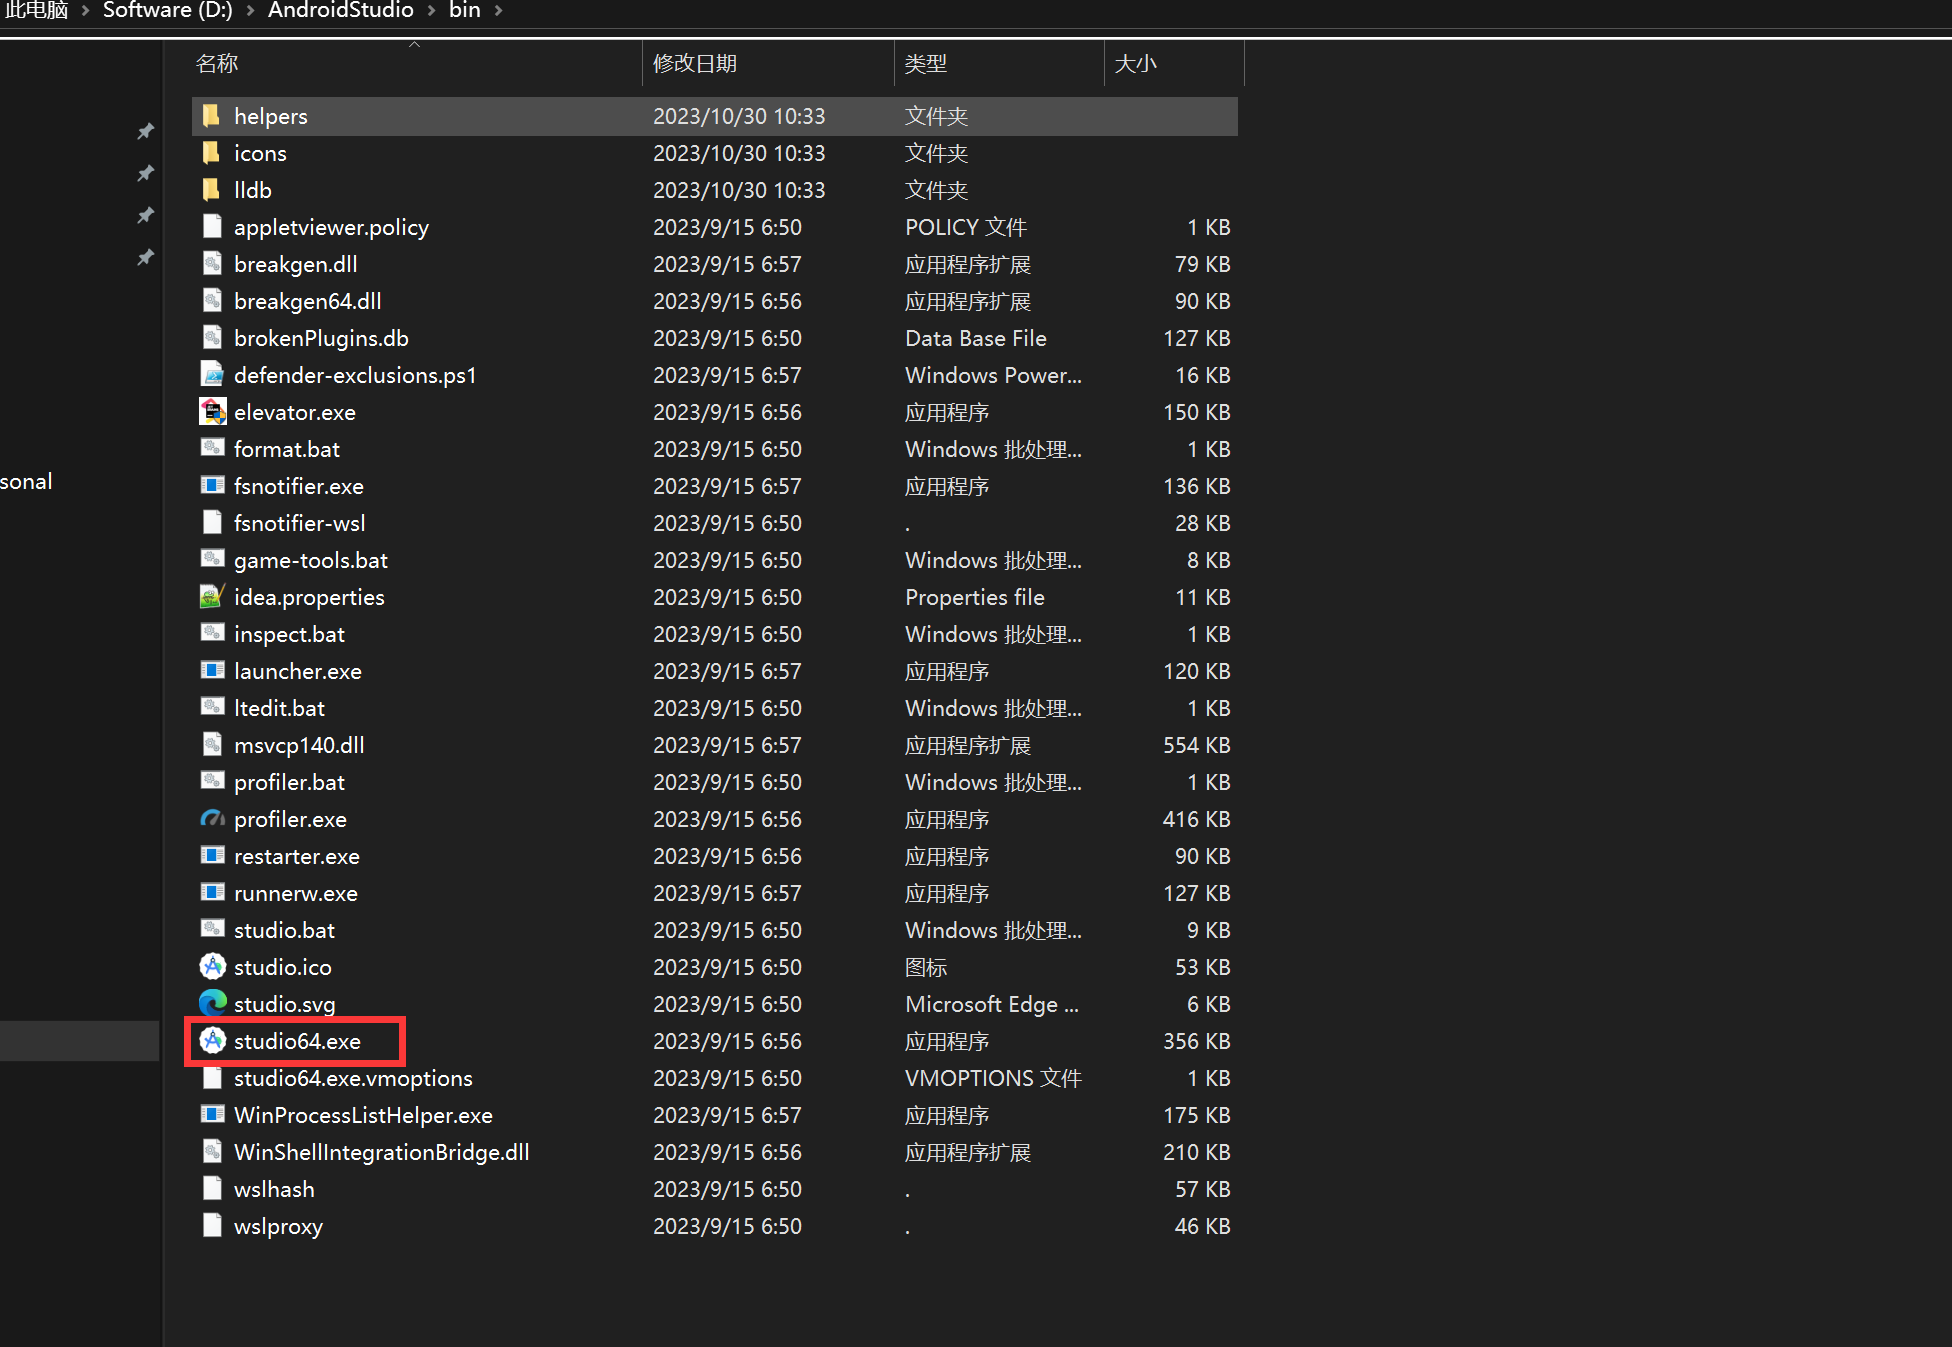 此电脑 > Software (D:) > AndroidStudio > bin >
名称 修改日期 类型 大小
helpers 2023/10/30 10:33 文件夹
icons 2023/10/30 10:33 文件夹
lldb 2023/10/30 10:33 文件夹
appletviewer.policy 2023/9/15 6:50 POLICY 文件 1 KB
breakgen.dll 2023/9/15 6:57 应用程序扩展 79 KB
breakgen64.dll 2023/9/15 6:56 应用程序扩展 90 KB
brokenPlugins.db 2023/9/15 6:50 Data Base File 127 KB
defender-exclusions.ps1 2023/9/15 6:57 Windows Power... 16 KB
elevator.exe 2023/9/15 6:56 应用程序 150 KB
format.bat 2023/9/15 6:50 Windows 批处理... 1 KB
sonal
fsnotifier.exe 2023/9/15 6:57 应用程序 136 KB
fsnotifier-wsl 2023/9/15 6:50 . 28 KB
game-tools.bat 2023/9/15 6:50 Windows 批处理... 8 KB
idea.properties 2023/9/15 6:50 Properties file 11 KB
inspect.bat 2023/9/15 6:50 Windows 批处理... 1 KB
launcher.exe 2023/9/15 6:57 应用程序 120 KB
ltedit.bat 2023/9/15 6:50 Windows 批处理... 1 KB
msvcp140.dll 2023/9/15 6:57 应用程序扩展 554 KB
profiler.bat 2023/9/15 6:50 Windows 批处理... 1 KB
profiler.exe 2023/9/15 6:56 应用程序 416 KB
restarter.exe 2023/9/15 6:56 应用程序 90 KB
runnerw.exe 2023/9/15 6:57 应用程序 127 KB
studio.bat 2023/9/15 6:50 Windows 批处理... 9 KB
studio.ico 2023/9/15 6:50 图标 53 KB
studio.svg 2023/9/15 6:50 Microsoft Edge ... 6 KB
studio64.exe 2023/9/15 6:56 应用程序 356 KB
studio64.exe.vmoptions 2023/9/15 6:50 VMOPTIONS 文件 1 KB
WinProcessListHelper.exe 2023/9/15 6:57 应用程序 175 KB
WinShellIntegrationBridge.dll 2023/9/15 6:56 应用程序扩展 210 KB
wslhash 2023/9/15 6:50 . 57 KB
wslproxy 2023/9/15 6:50 . 46 KB